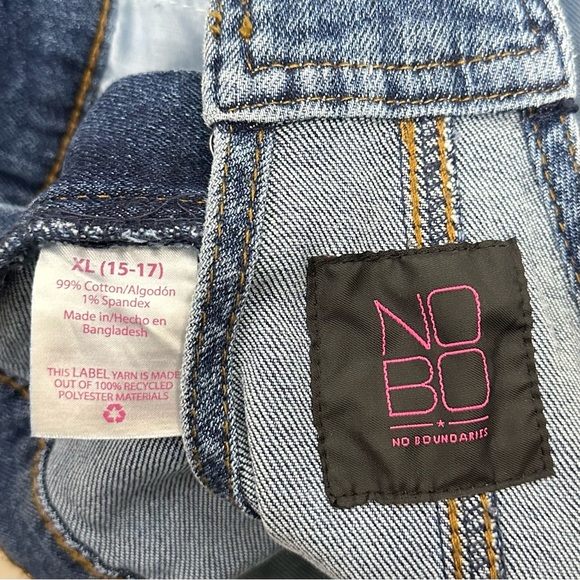 XL (15-17)
99% Cotton/Algodón
1% Spandex
Made in/Hecho en
Bangladesh
THIS LABEL YARN IS MADE
OUT OF 100% RECYCLED
POLYESTER MATERIALS
NO
BO
NO BOUNDARIES